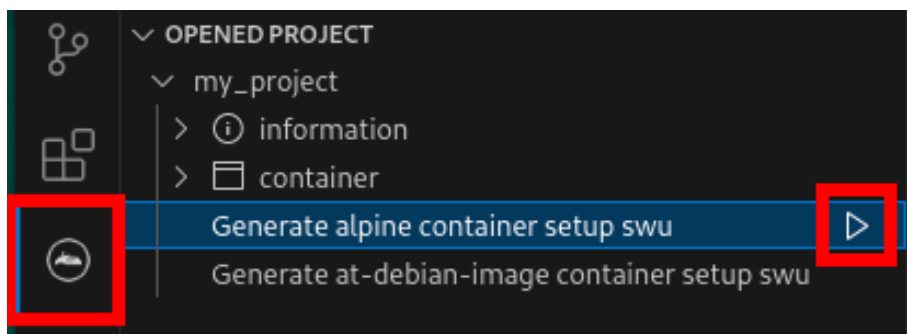 OPENED PROJECT
my_project
information
container
Generate alpine container setup swu
Generate at-debian-image container setup swu